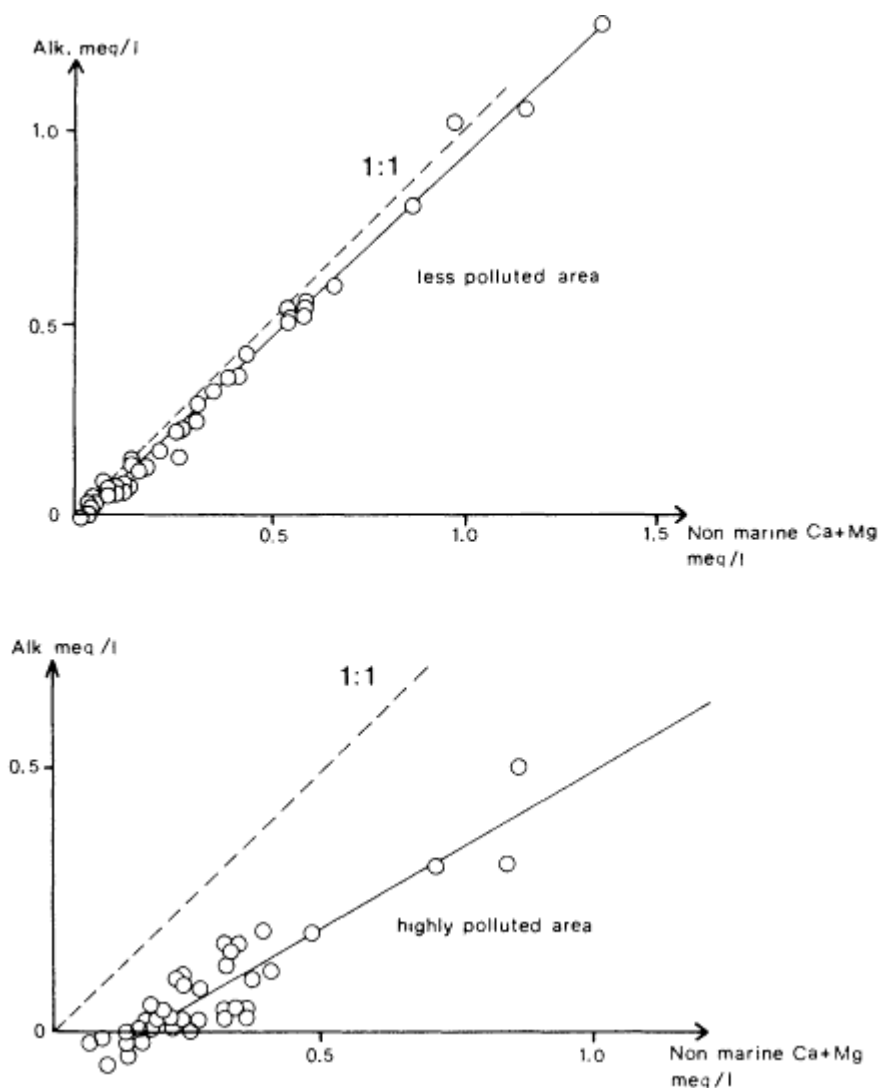 Alk. meq/l
1:1
1.0
less polluted area
0.5
0
0.5
1.0
1.5
Non marine Ca+Mg
meq/l
Alk meq/l
1:1
0.5
highly polluted area
0
0.5
1.0
Non marine Ca+Mg
meq/l